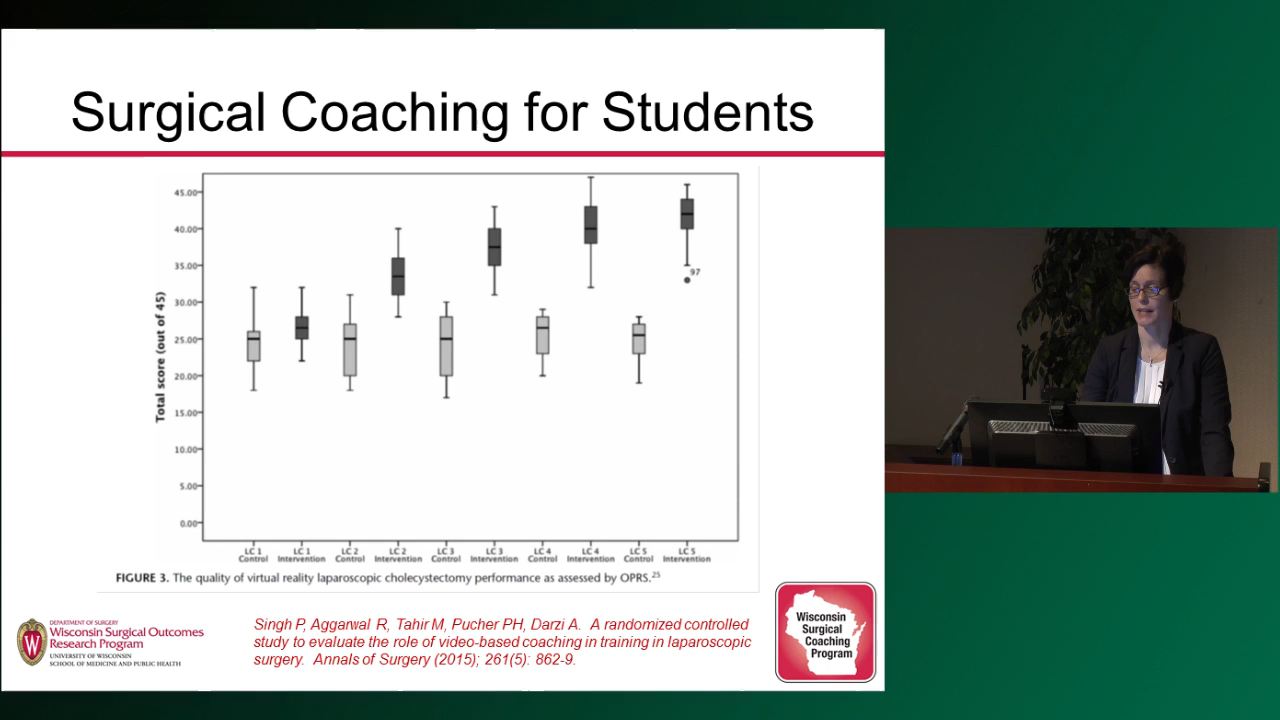 Surgical Coaching for Students
Total score (out of 45)
45.00
40.00
35.00
30.00
25.00
20.00
15.00
10.00
5.00
0.00
97
LC 1 Control
LC 1 Intervention
LC 2 Control
LC 2 Intervention
LC 3 Control
LC 3 Intervention
LC 4 Control
LC 4 Intervention
LC 5 Control
LC 5 Intervention
FIGURE 3. The quality of virtual reality laparoscopic cholecystectomy performance as assessed by OPRS.25
W
DEPARTMENT OF SURGERY
Wisconsin Surgical Outcomes
Research Program
UNIVERSITY OF WISCONSIN
SCHOOL OF MEDICINE AND PUBLIC HEALTH
Singh P, Aggarwal R, Tahir M, Pucher PH, Darzi A. A randomized controlled
study to evaluate the role of video-based coaching in training in laparoscopic
surgery. Annals of Surgery (2015); 261(5): 862-9.
Wisconsin
Surgical
Coaching
Program